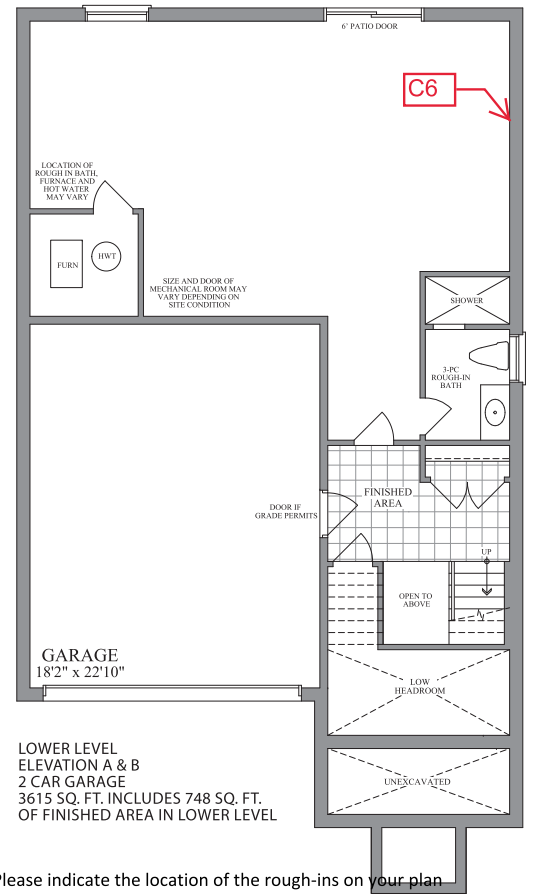 6' PATIO DOOR
C6
LOCATION OF
ROUGH IN BATH,
FURNACE AND
HOT WATER
MAY VARY
FURN
HWT
SIZE AND DOOR OF
MECHANICAL ROOM MAY
VARY DEPENDING ON
SITE CONDITION
SHOWER
3-PC
ROUGH-IN
BATH
FINISHED
AREA
DOOR IF
GRADE PERMITS
UP
OPEN TO
ABOVE
GARAGE
18'2" x 22'10"
LOW
HEADROOM
LOWER LEVEL
ELEVATION A & B
2 CAR GARAGE
3615 SQ. FT. INCLUDES 748 SQ. FT.
OF FINISHED AREA IN LOWER LEVEL
UNEXCAVATED
Please indicate the location of the rough-ins on your plan